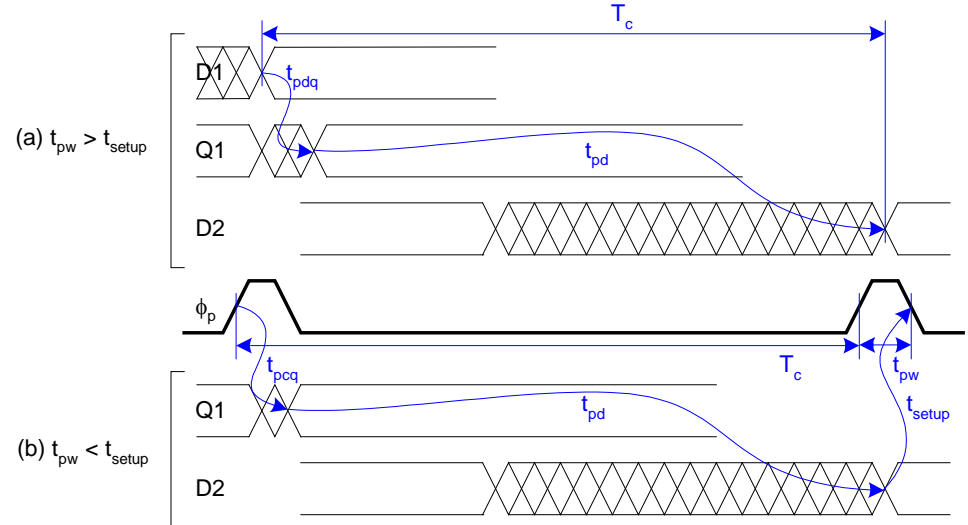 T_c
D1
t_pdq
(a) t_pw > t_setup
Q1
t_pd
D2
ϕ_p
T_c
t_pw
t_pcq
Q1
t_pd
t_setup
(b) t_pw < t_setup
D2